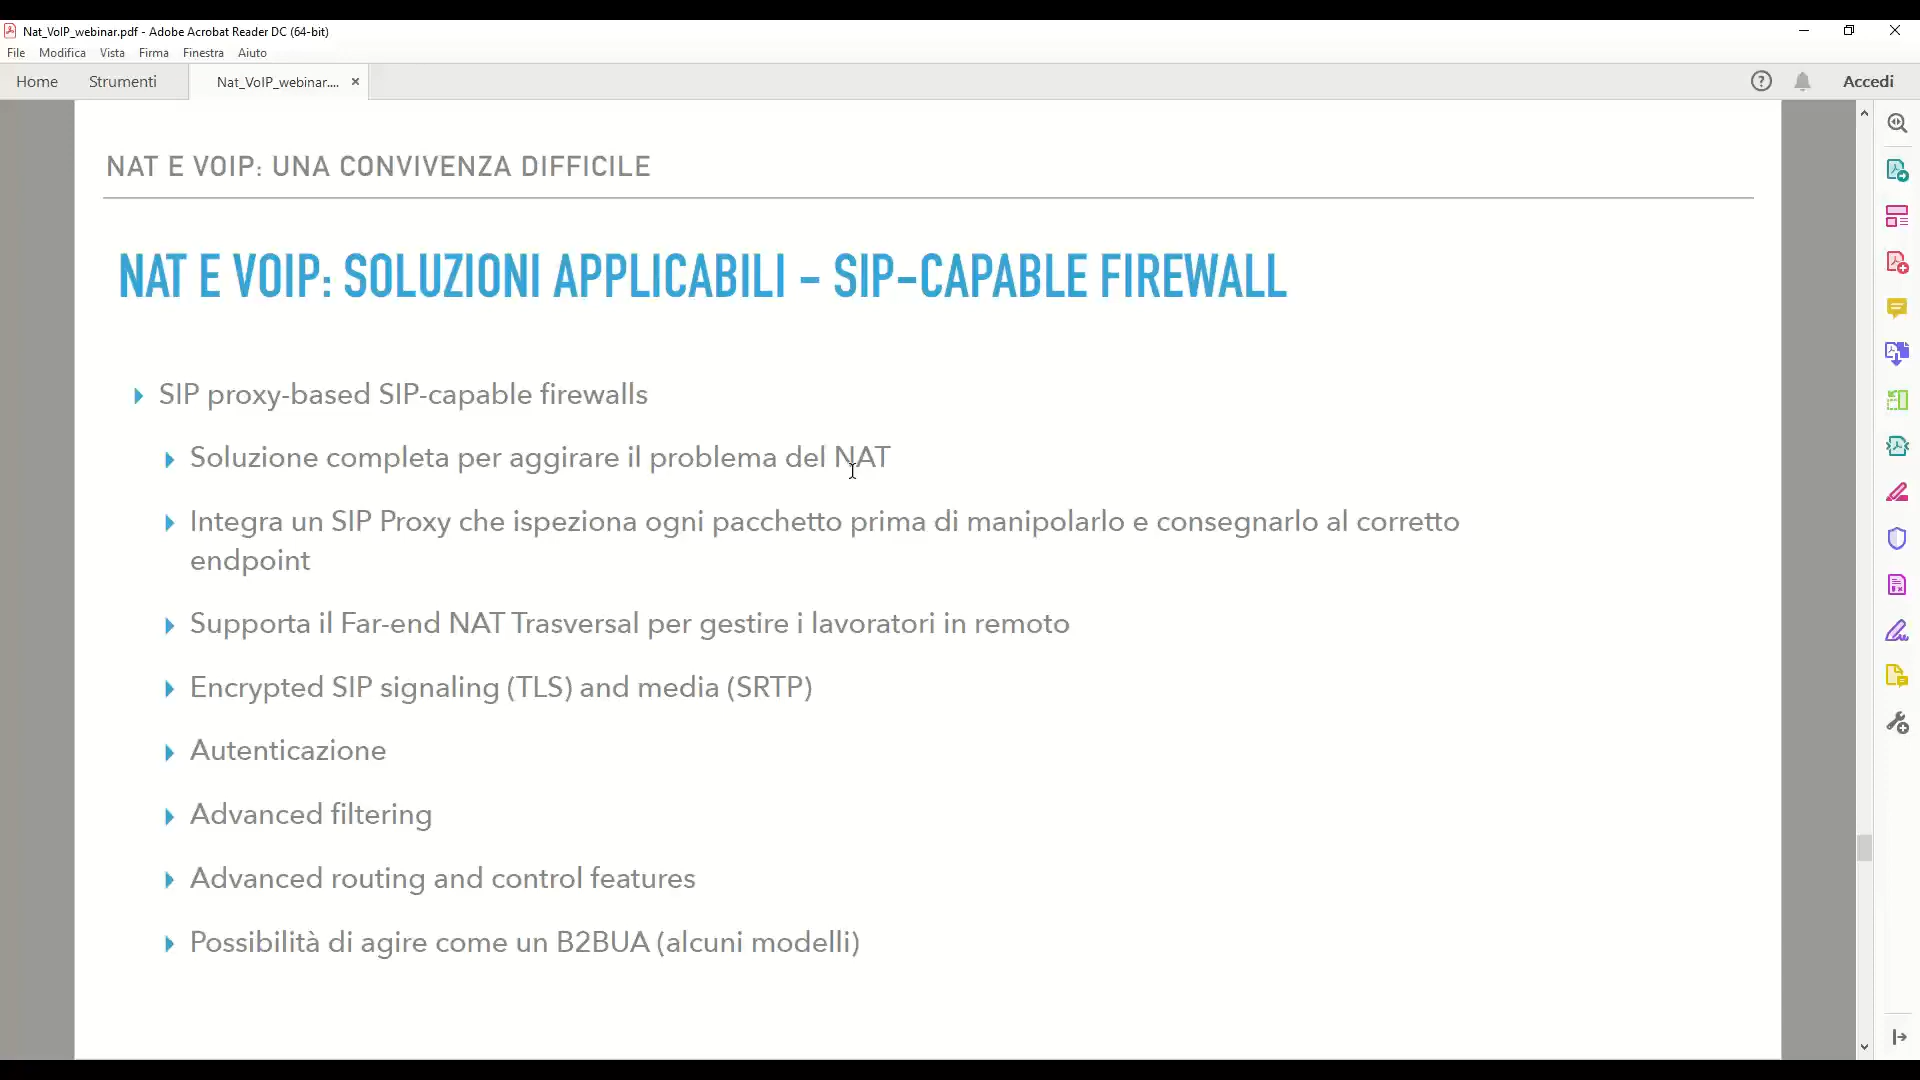 Nat_VoIP_webinar.pdf - Adobe Acrobat Reader DC (64-bit)
File Modifica Vista Firma Finestra Aiuto
Home Strumenti Nat_VoIP_webinar.... × Accedi
NAT E VOIP: UNA CONVIVENZA DIFFICILE
NAT E VOIP: SOLUZIONI APPLICABILI – SIP-CAPABLE FIREWALL
SIP proxy-based SIP-capable firewalls
Soluzione completa per aggirare il problema del NAT
Integra un SIP Proxy che ispeziona ogni pacchetto prima di manipolarlo e consegnarlo al corretto
endpoint
Supporta il Far-end NAT Trasversal per gestire i lavoratori in remoto
Encrypted SIP signaling (TLS) and media (SRTP)
Autenticazione
Advanced filtering
Advanced routing and control features
Possibilità di agire come un B2BUA (alcuni modelli)